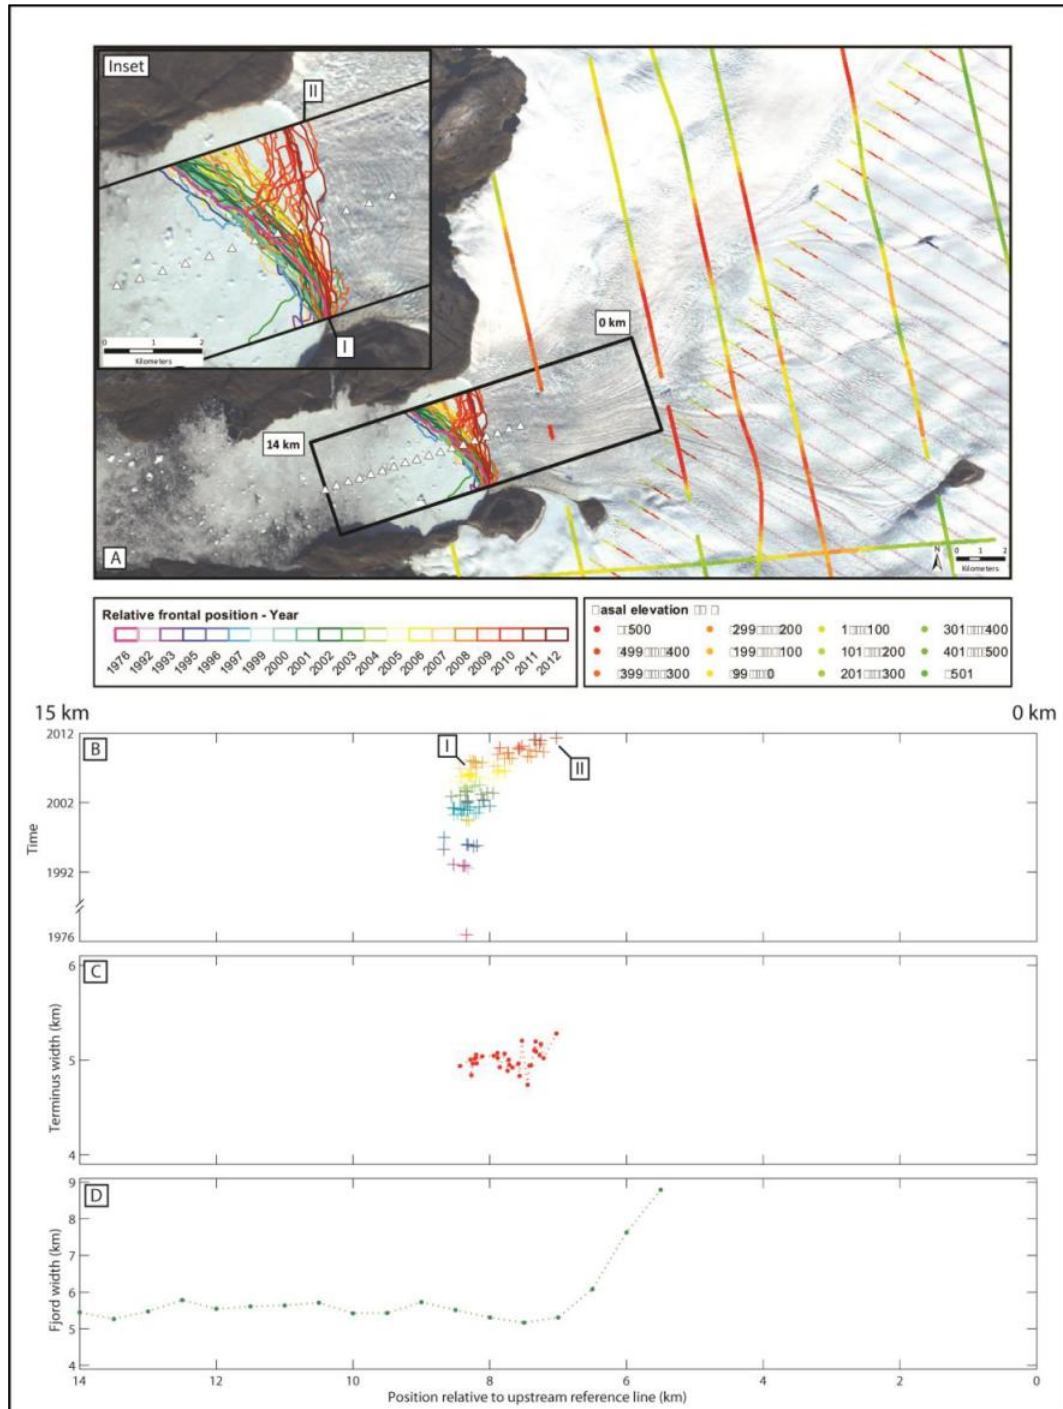 Inset
II
I
0
1
2
Kilometers
0 km
14 km
A
N
0 1 2
Kilometers
Relative frontal position - Year
1976 1992 1993 1995 1996 1997 1999 2000 2001 2002 2003 2004 2005 2006 2007 2008 2009 2010 2011 2012
□asal elevation □□ □
□□500
□499□□□□400
□399□□□□300
□299□□□□200
□199□□□□100
□99□□□0
1□□□100
101□□□200
201□□□300
301□□□400
401□□□500
□501
15 km
0 km
B
I
II
2012
2002
1992
1976
Time
C
6
5
4
Terminus width (km)
D
9
8
7
6
5
4
Fjord width (km)
14 12 10 8 6 4 2 0
Position relative to upstream reference line (km)